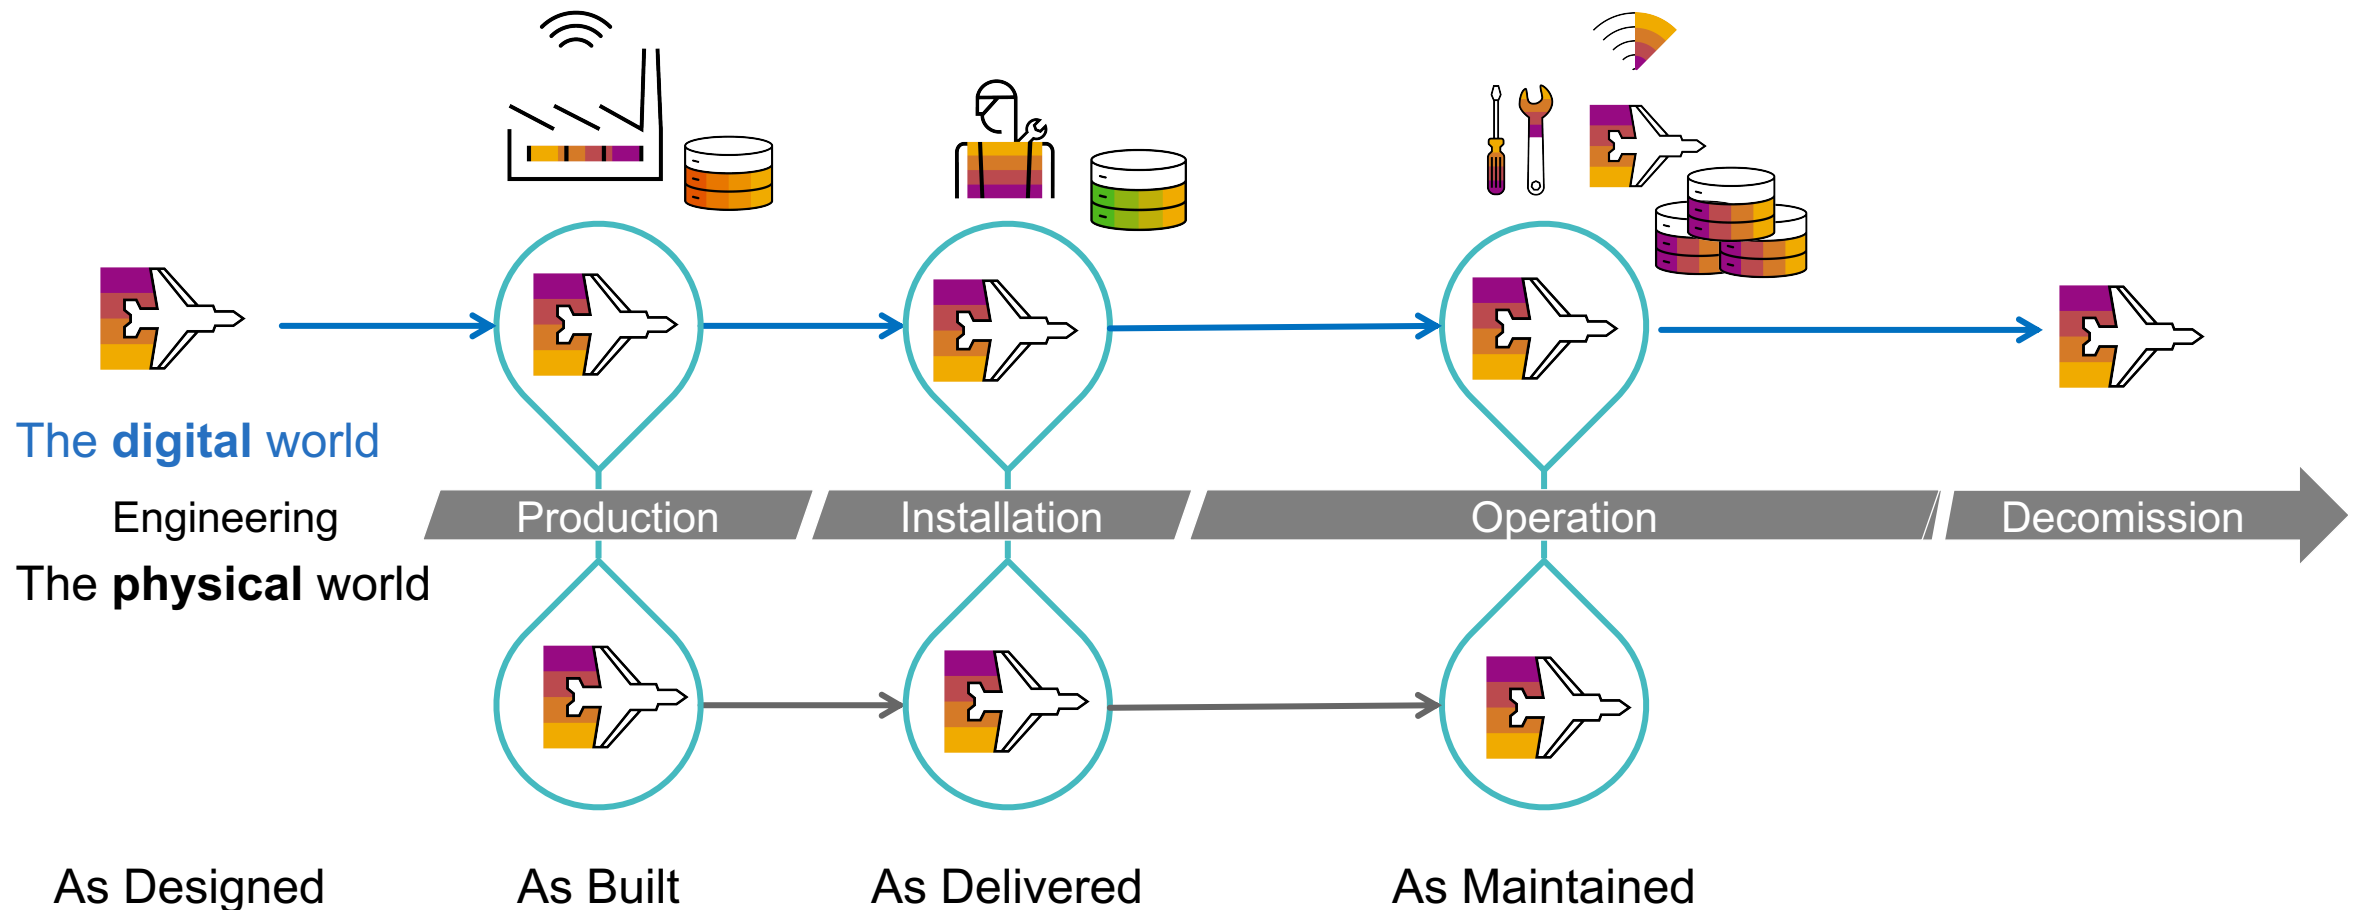 The digital world
Engineering
Production
Installation
Operation
Decomission
The physical world
As Designed
As Built
As Delivered
As Maintained